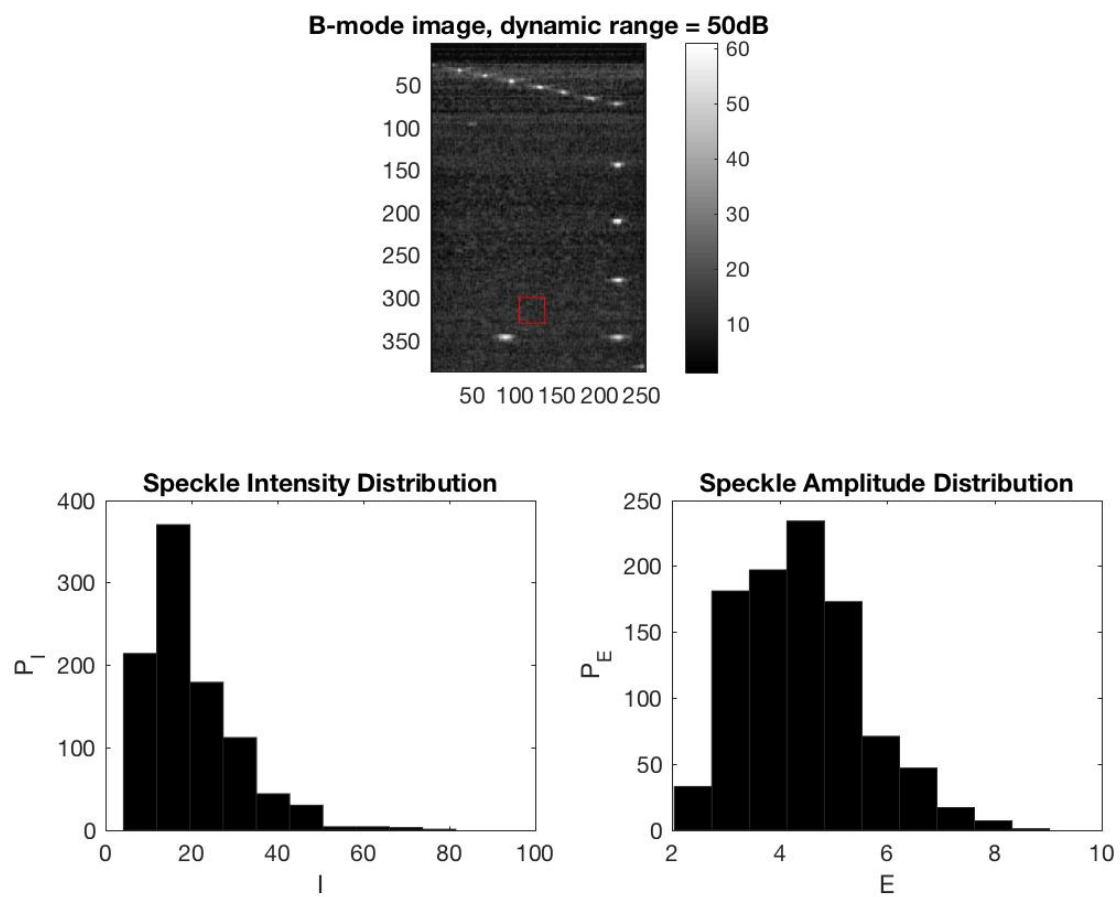 B-mode image, dynamic range = 50dB
50
100
150
200
250
300
350
50 100 150 200 250
60
50
40
30
20
10
Speckle Intensity Distribution
400
300
200
100
0
P_I
0 20 40 60 80 100
I
Speckle Amplitude Distribution
250
200
150
100
50
0
P_E
2 4 6 8 10
E